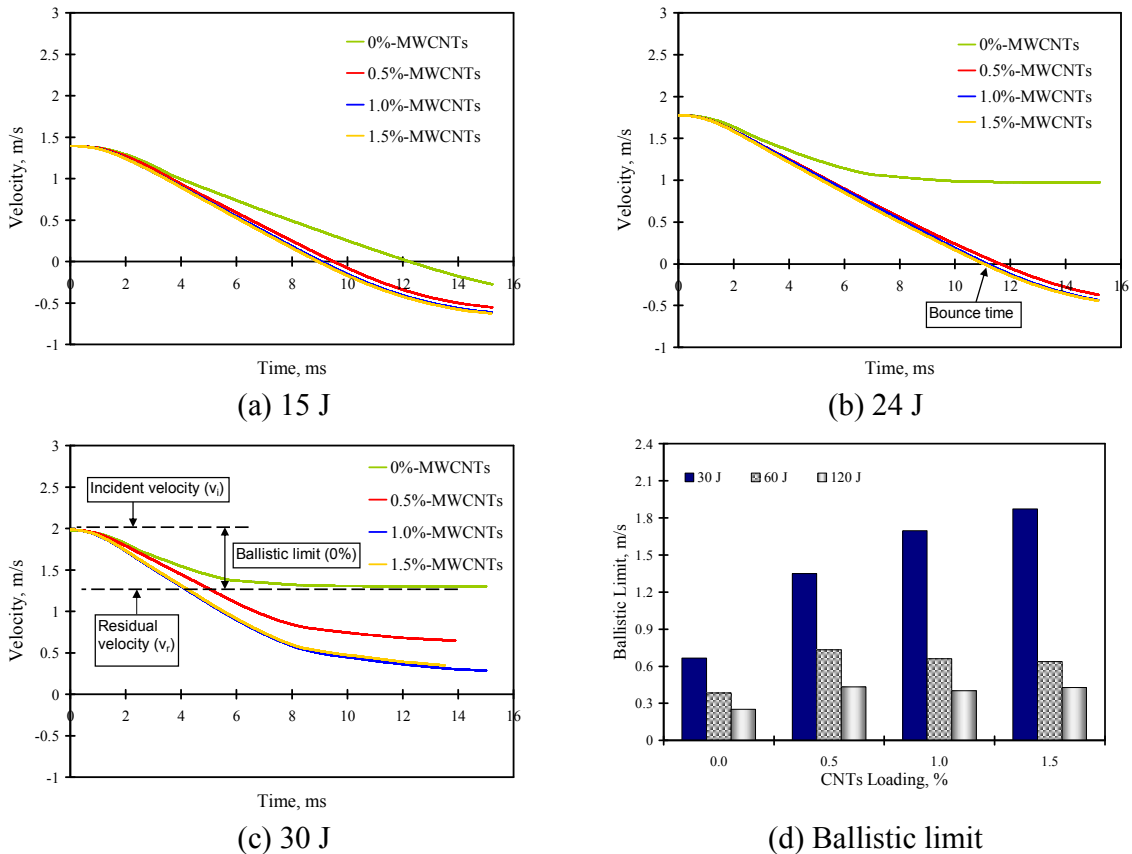 3
2.5
2
1.5
1
0.5
0
-0.5
-1
Velocity, m/s
0 2 4 6 8 10 12 14 16
Time, ms
0%-MWCNTs
0.5%-MWCNTs
1.0%-MWCNTs
1.5%-MWCNTs
(a) 15 J
3
2.5
2
1.5
1
0.5
0
-0.5
-1
Velocity, m/s
0 2 4 6 8 10 12 14 16
Time, ms
0%-MWCNTs
0.5%-MWCNTs
1.0%-MWCNTs
1.5%-MWCNTs
Bounce time
(b) 24 J
3
2.5
2
1.5
1
0.5
0
-0.5
-1
Velocity, m/s
0 2 4 6 8 10 12 14 16
Time, ms
0%-MWCNTs
0.5%-MWCNTs
1.0%-MWCNTs
1.5%-MWCNTs
Incident velocity (vi)
Ballistic limit (0%)
Residual
velocity (vr)
(c) 30 J
2.4
2.1
1.8
1.5
1.2
0.9
0.6
0.3
0
Ballistic Limit, m/s
30 J 60 J 120 J
0.0 0.5 1.0 1.5
CNTs Loading, %
(d) Ballistic limit